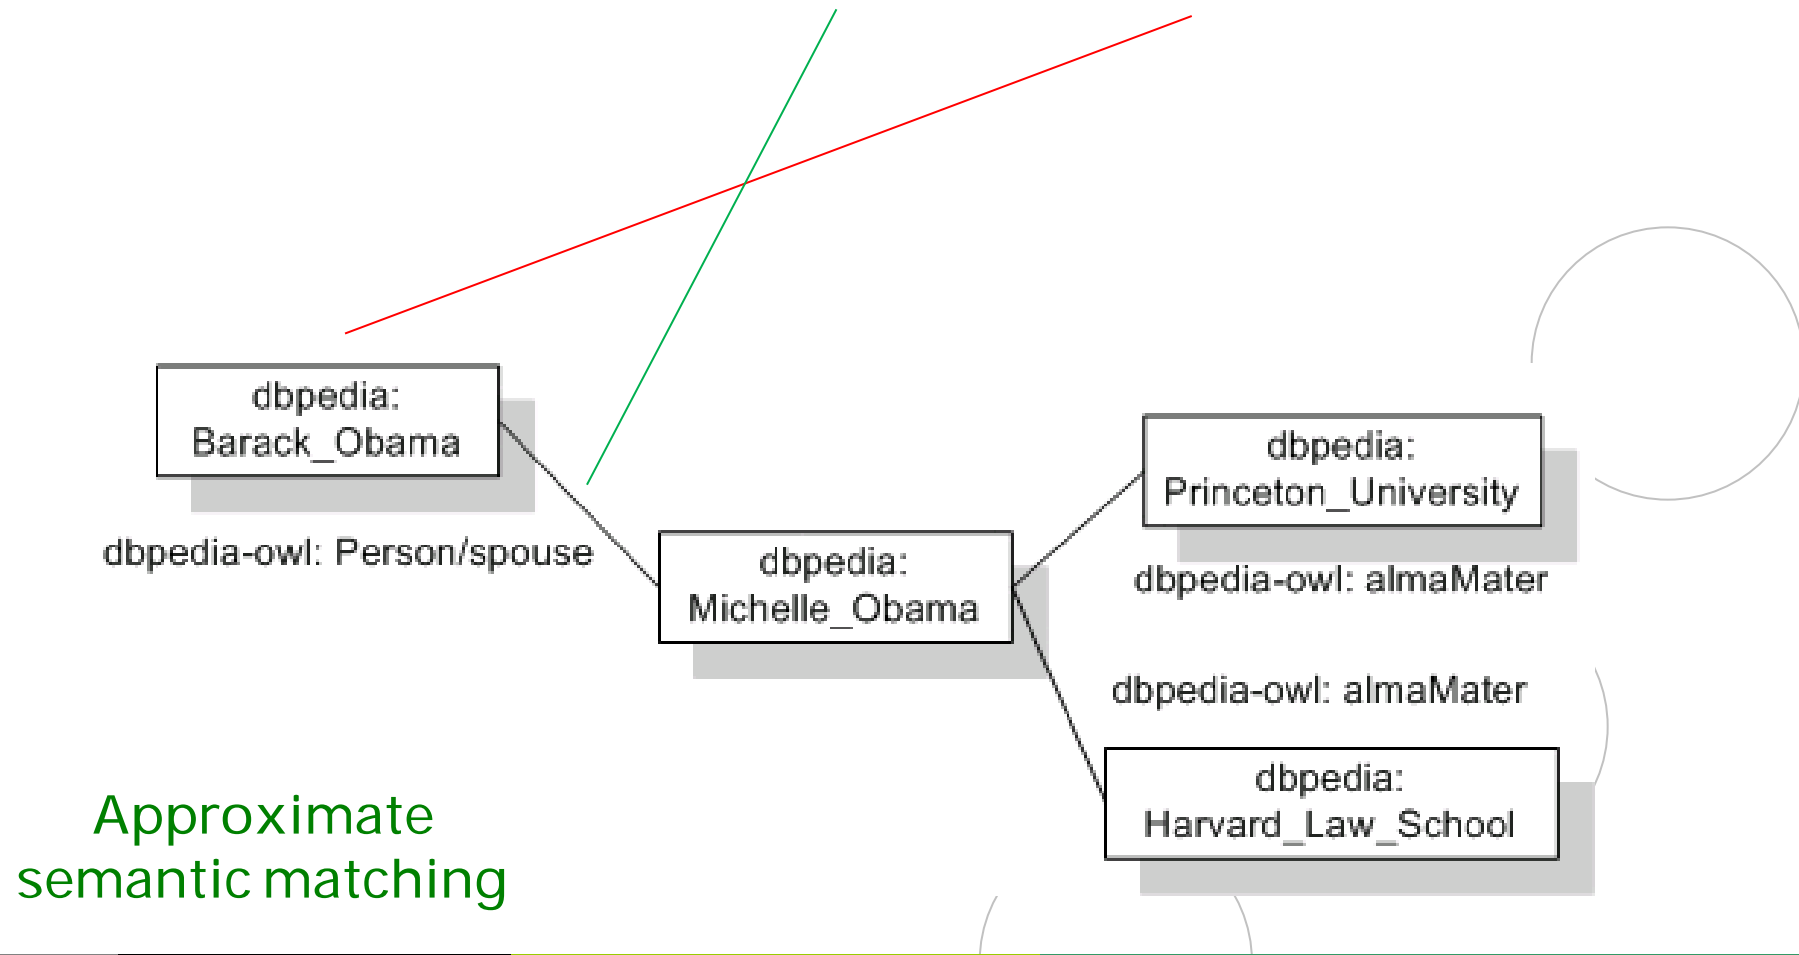 dbpedia:
Barack_Obama
dbpedia-owl: Person/spouse
dbpedia:
Michelle_Obama
dbpedia:
Princeton_University
dbpedia-owl: almaMater
dbpedia-owl: almaMater
dbpedia:
Harvard_Law_School
Approximate
semantic matching